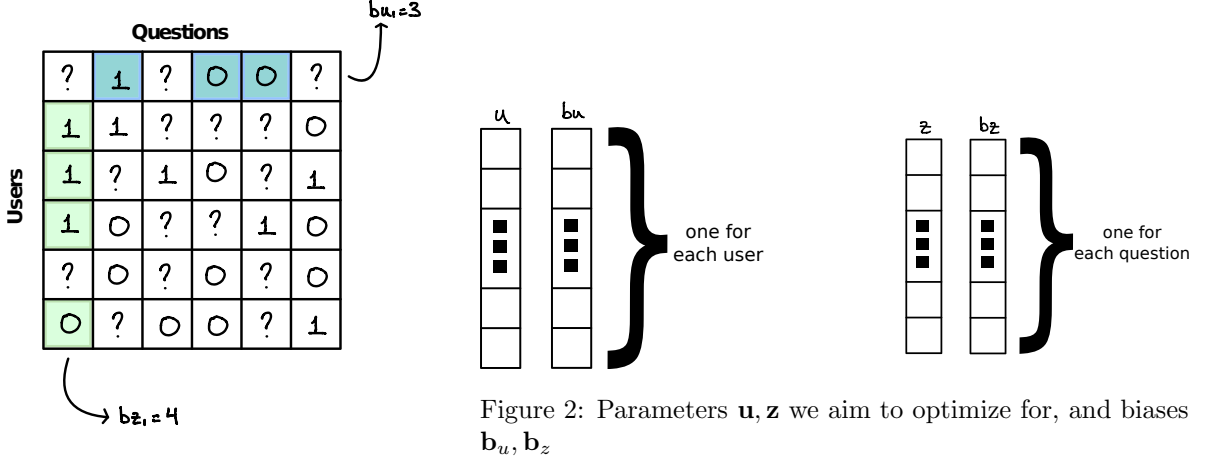 bu₁=3
Questions
Users
? 1 ? 0 0 ?
1 1 ? ? ? 0
1 ? 1 0 ? 1
1 0 ? ? 1 0
? 0 ? 0 ? 0
0 ? 0 0 ? 1
bz₁=4
u bu
one for
each user
z bz
one for
each question
Figure 2: Parameters u, z we aim to optimize for, and biases
bᵤ, b_z